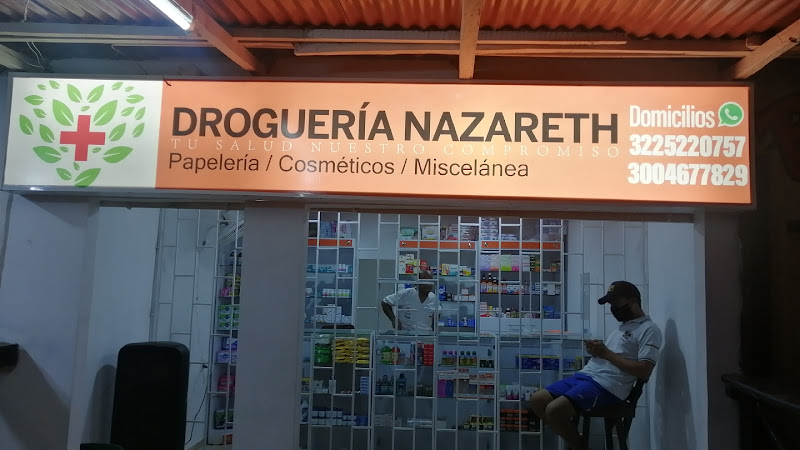 DROGUERÍA NAZARETH
TU SALUD NUESTRO COMPROMISO
Papelería / Cosméticos / Miscelánea
Domicilios
3225220757
3004677829